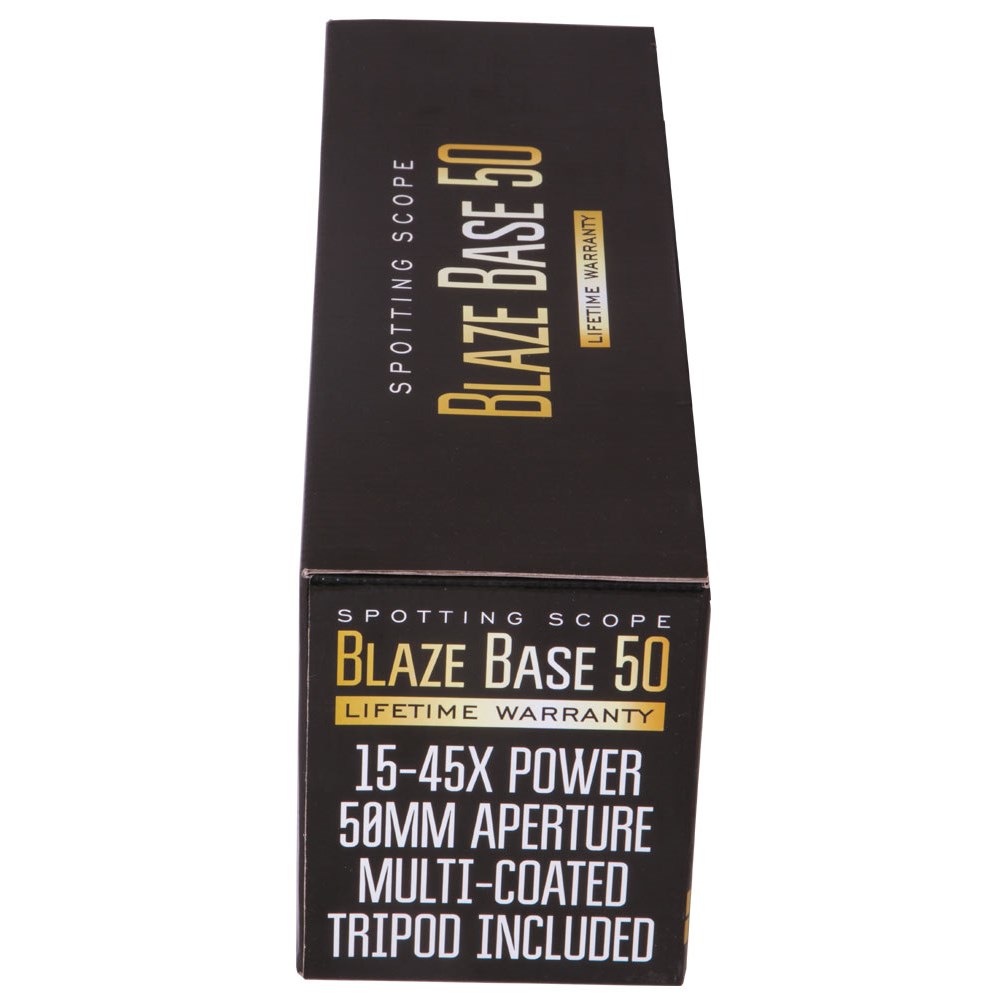 SPOTTING SCOPE
BLAZE BASE 50
LIFETIME WARRANTY
SPOTTING SCOPE
BLAZE BASE 50
LIFETIME WARRANTY
15-45X POWER
50MM APERTURE
MULTI-COATED
TRIPOD INCLUDED